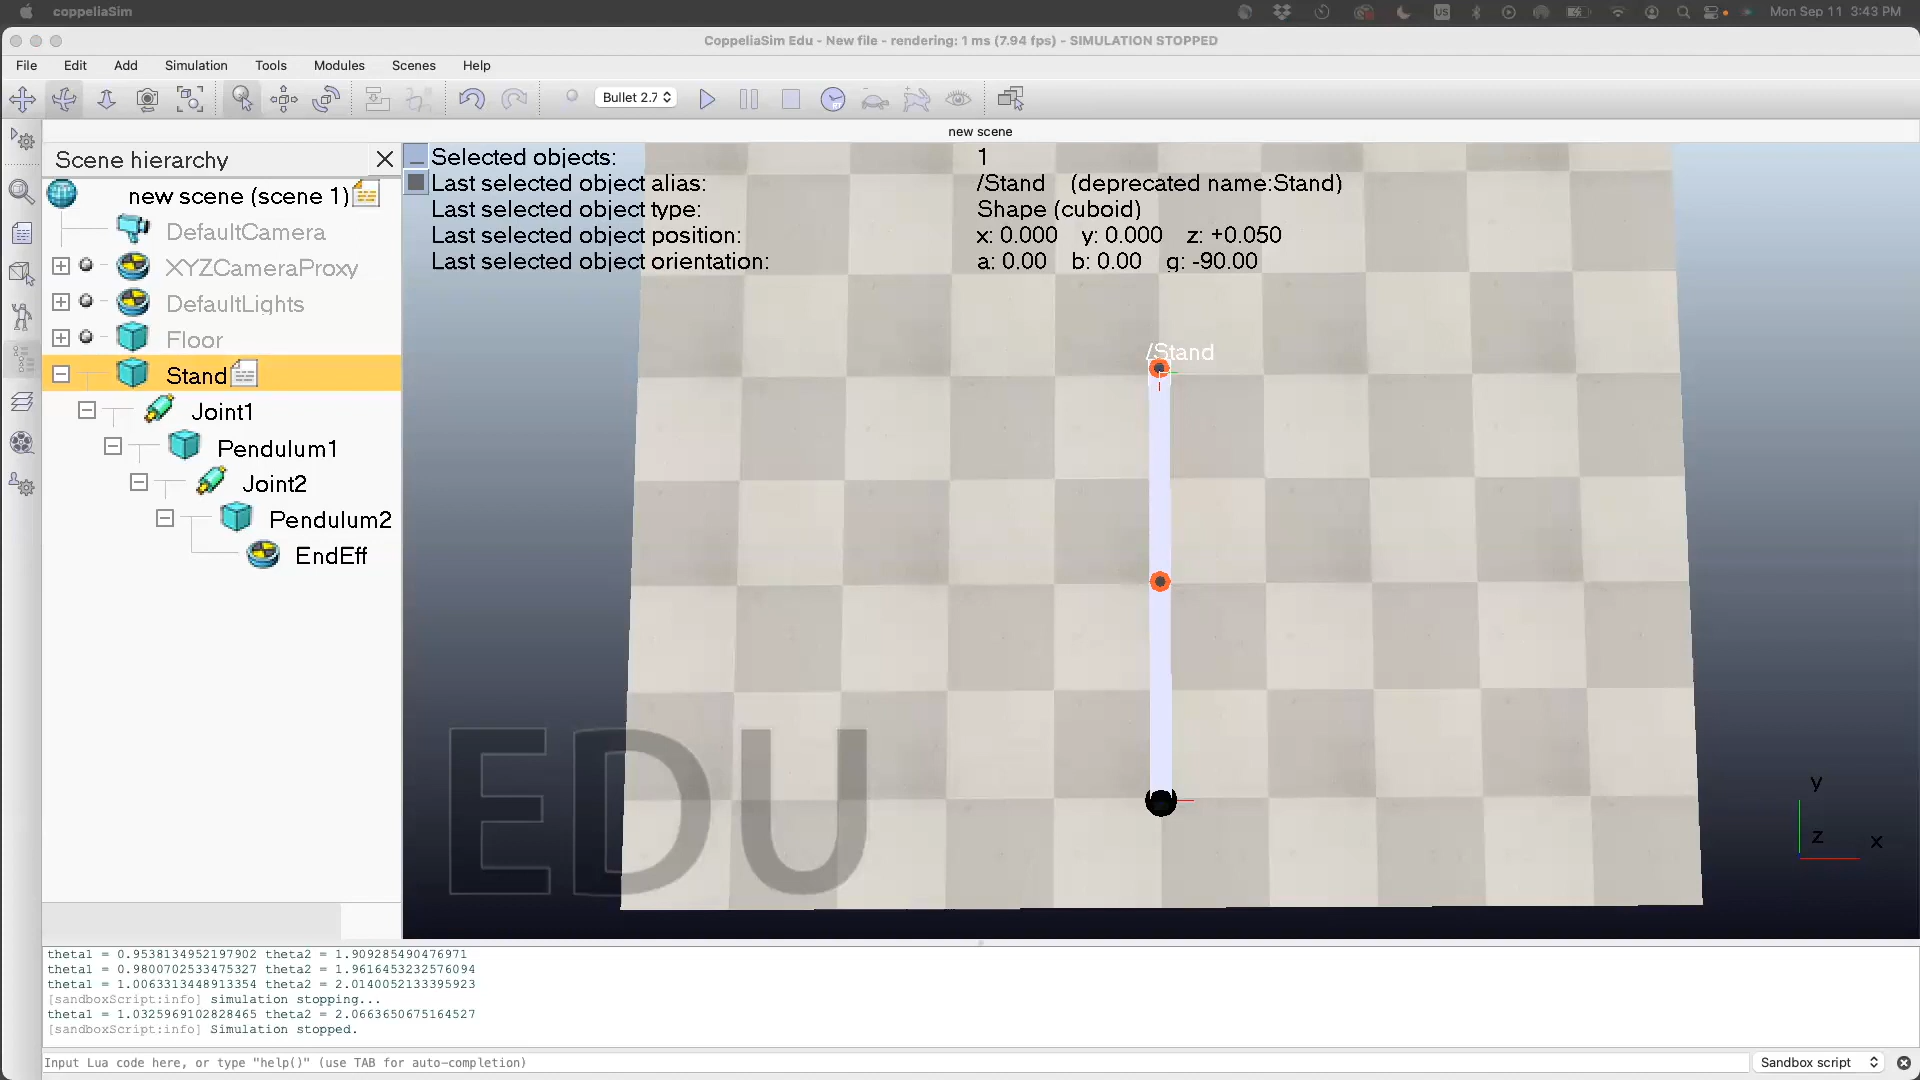 coppeliaSim
US
Mon Sep 11 3:43 PM
CoppeliaSim Edu - New file - rendering: 1 ms (7.94 fps) - SIMULATION STOPPED
File Edit Add Simulation Tools Modules Scenes Help
Bullet 2.7
new scene
Scene hierarchy
new scene (scene 1)
DefaultCamera
XYZCameraProxy
DefaultLights
Floor
Stand
Joint1
Pendulum1
Joint2
Pendulum2
EndEff
Selected objects: 1
Last selected object alias: /Stand (deprecated name:Stand)
Last selected object type: Shape (cuboid)
Last selected object position: x: 0.000 y: 0.000 z: +0.050
Last selected object orientation: a: 0.00 b: 0.00 g: -90.00
/Stand
EDU
y
z x
theta1 = 0.9538134952197902 theta2 = 1.909285490476971
theta1 = 0.9800702533475327 theta2 = 1.9616453232576094
theta1 = 1.0063313448913354 theta2 = 2.0140052133395923
[sandboxScript:info] simulation stopping...
theta1 = 1.0325969102828465 theta2 = 2.0663650675164527
[sandboxScript:info] Simulation stopped.
Input Lua code here, or type "help()" (use TAB for auto-completion)
Sandbox script